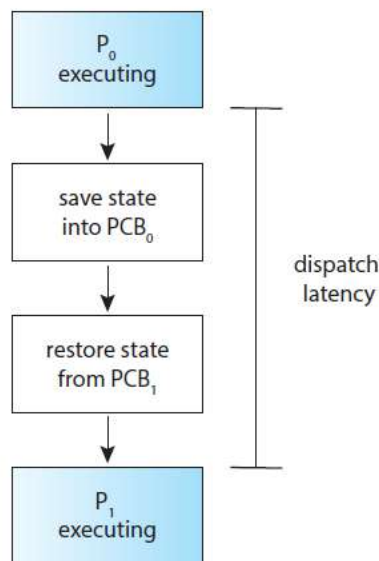 P₀
executing
save state
into PCB₀
restore state
from PCB₁
P₁
executing
dispatch
latency